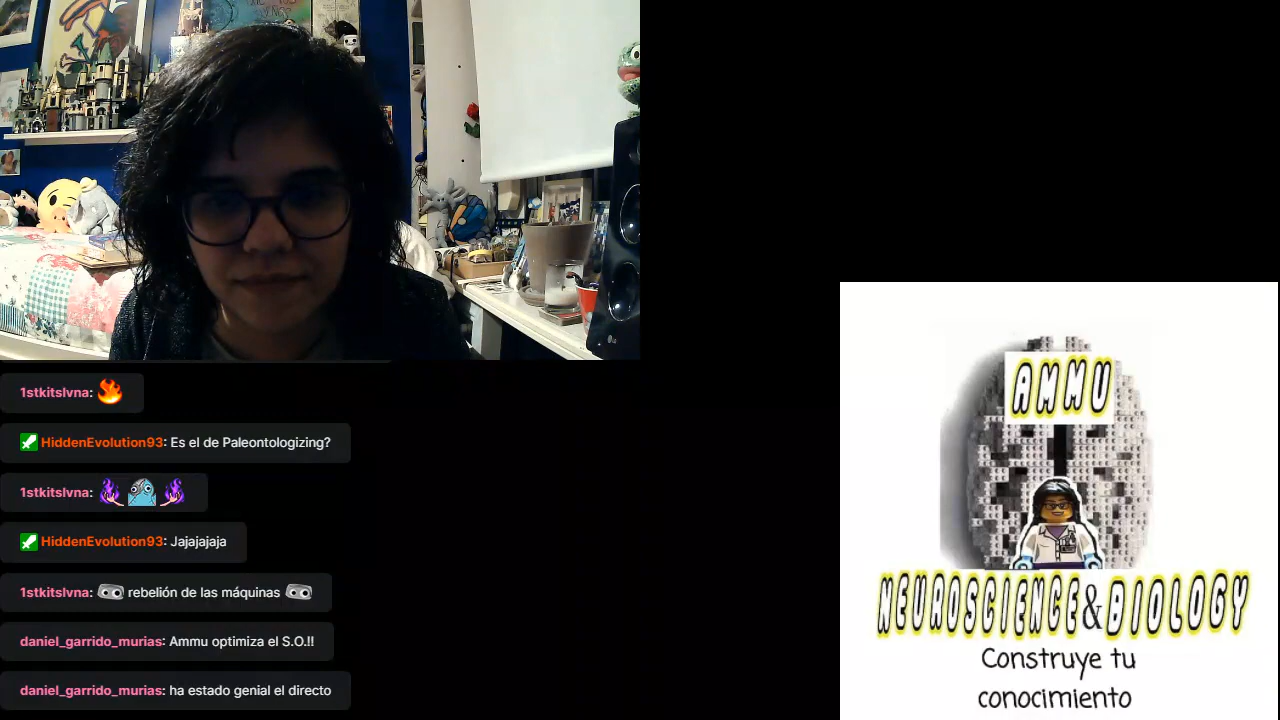 1stkitslvna:
HiddenEvolution93: Es el de Paleontologizing?
1stkitslvna:
HiddenEvolution93: Jajajajaja
1stkitslvna: rebelión de las máquinas
daniel_garrido_murias: Ammu optimiza el S.O.!!
daniel_garrido_murias: ha estado genial el directo
AMMU
NEUROSCIENCE&BIOLOGY
Construye tu
conocimiento